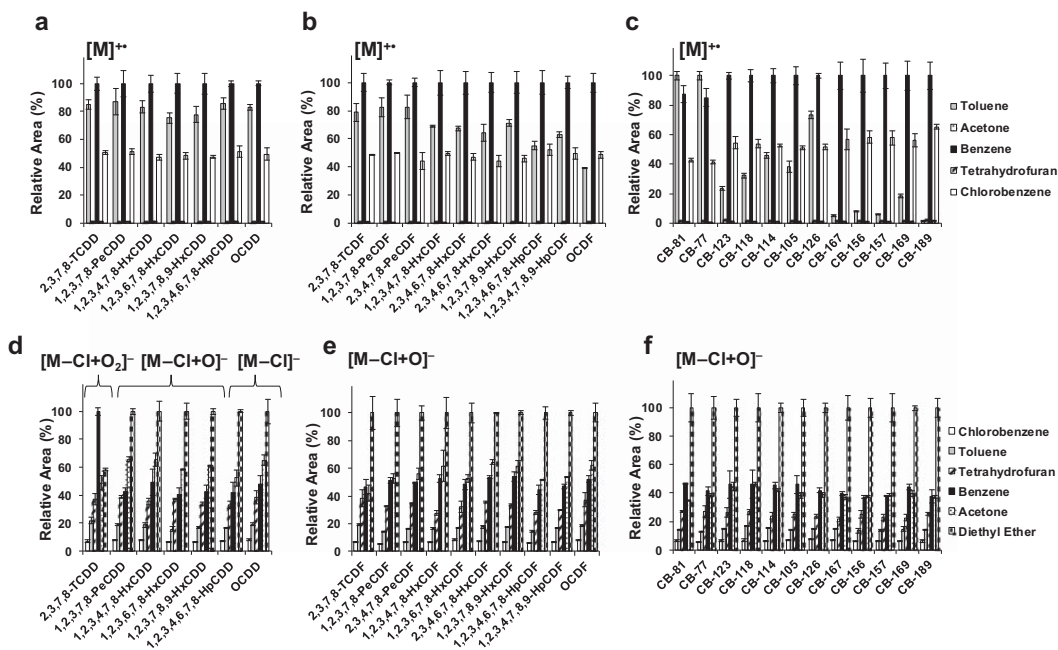 a
[M]⁺•
Relative Area (%)
100
80
60
40
20
0
2,3,7,8-TCDD
1,2,3,7,8-PeCDD
1,2,3,4,7,8-HxCDD
1,2,3,6,7,8-HxCDD
1,2,3,7,8,9-HxCDD
1,2,3,4,6,7,8-HpCDD
OCDD
b
[M]⁺•
Relative Area (%)
100
80
60
40
20
0
2,3,7,8-TCDF
1,2,3,7,8-PeCDF
2,3,4,7,8-PeCDF
1,2,3,4,7,8-HxCDF
2,3,4,6,7,8-HxCDF
2,3,4,6,7,8-HxCDF
1,2,3,7,8,9-HxCDF
1,2,3,4,6,7,8-HpCDF
1,2,3,4,7,8,9-HpCDF
OCDF
c
[M]⁺•
Relative Area (%)
100
80
60
40
20
0
CB-81
CB-77
CB-123
CB-118
CB-114
CB-105
CB-126
CB-167
CB-156
CB-157
CB-169
CB-189
Toluene
Acetone
Benzene
Tetrahydrofuran
Chlorobenzene
d
[M–Cl+O₂]⁻ [M–Cl+O]⁻ [M–Cl]⁻
Relative Area (%)
100
80
60
40
20
0
2,3,7,8-TCDD
1,2,3,7,8-PeCDD
1,2,3,4,7,8-HxCDD
1,2,3,6,7,8-HxCDD
1,2,3,7,8,9-HxCDD
1,2,3,4,6,7,8-HpCDD
OCDD
e
[M–Cl+O]⁻
Relative Area (%)
100
80
60
40
20
0
2,3,7,8-TCDF
1,2,3,7,8-PeCDF
2,3,4,7,8-PeCDF
1,2,3,4,7,8-HxCDF
1,2,3,6,7,8-HxCDF
2,3,4,6,7,8-HxCDF
1,2,3,7,8,9-HxCDF
1,2,3,4,6,7,8-HpCDF
1,2,3,4,7,8,9-HpCDF
OCDF
f
[M–Cl+O]⁻
Relative Area (%)
100
80
60
40
20
0
CB-81
CB-77
CB-123
CB-118
CB-114
CB-105
CB-126
CB-167
CB-156
CB-157
CB-169
CB-189
Chlorobenzene
Toluene
Tetrahydrofuran
Benzene
Acetone
Diethyl Ether